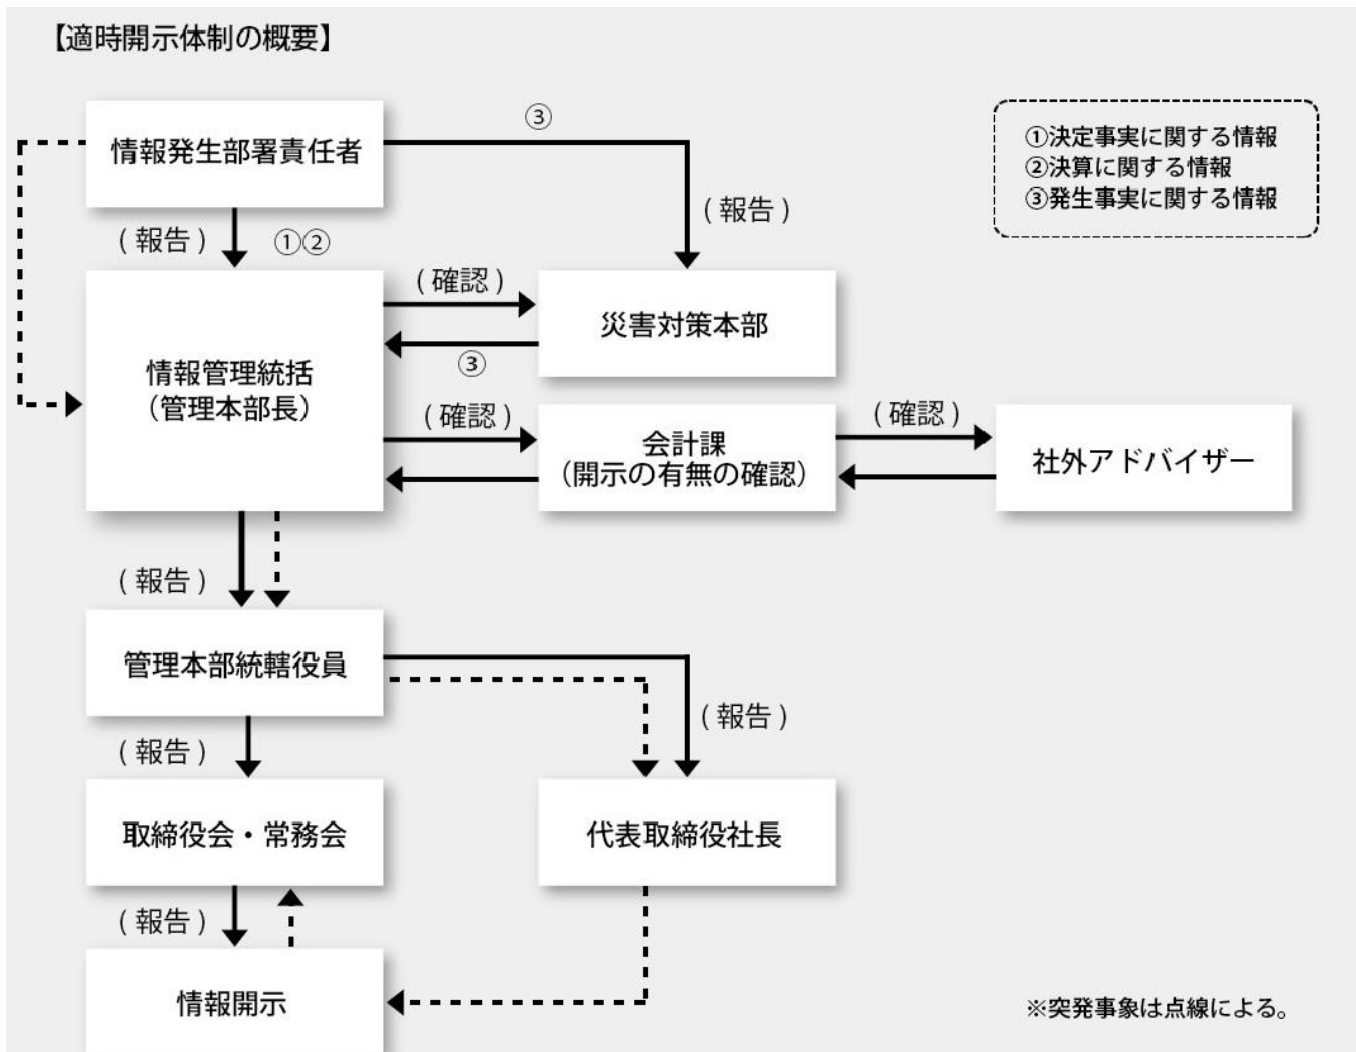 【適時開示体制の概要】
情報発生部署責任者
③
①決定事実に関する情報
②決算に関する情報
③発生事実に関する情報
(報告)
(報告)
①②
(確認)
災害対策本部
③
情報管理統括
(管理本部長)
(確認)
会計課
(開示の有無の確認)
(確認)
社外アドバイザー
(報告)
管理本部統轄役員
(報告)
(報告)
取締役会・常務会
代表取締役社長
(報告)
情報開示
※突発事象は点線による。